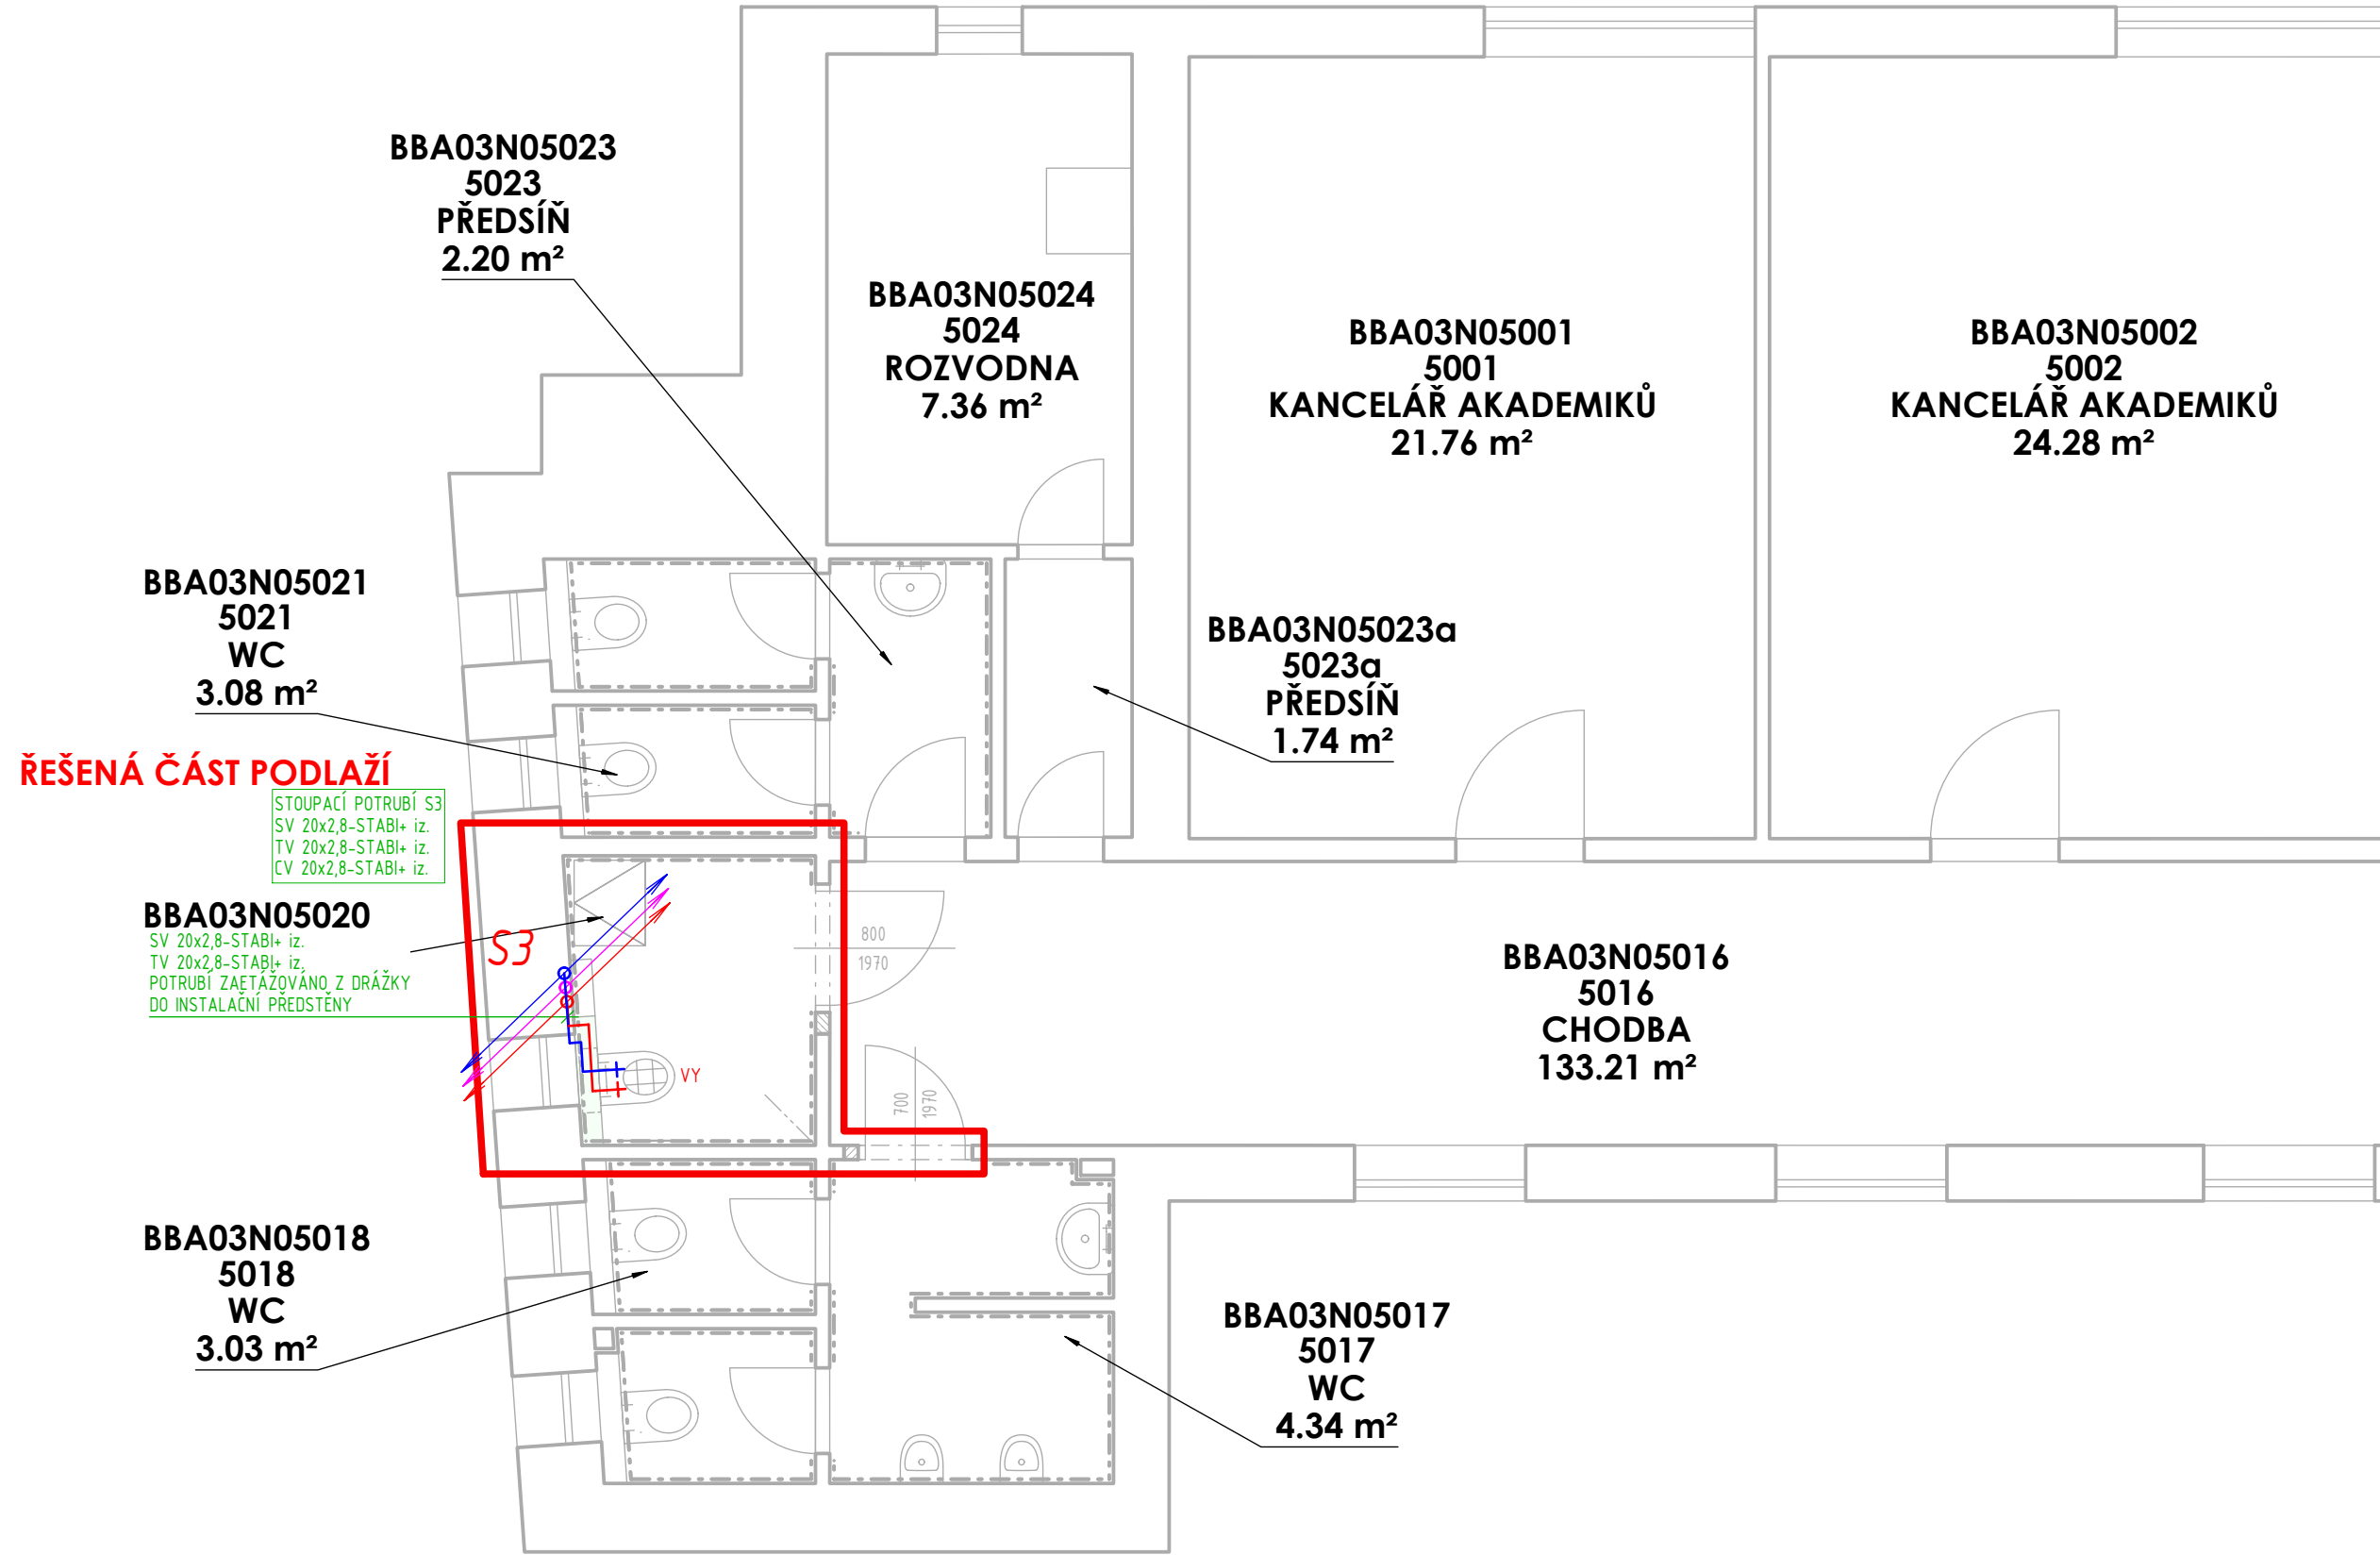 BBA03N05023
5023
PŘEDSÍŇ
2.20 m²
BBA03N05024
5024
ROZVODNA
7.36 m²
BBA03N05001
5001
KANCELÁŘ AKADEMIKŮ
21.76 m²
BBA03N05002
5002
KANCELÁŘ AKADEMIKŮ
24.28 m²
BBA03N05021
5021
WC
3.08 m²
BBA03N05023a
5023a
PŘEDSÍŇ
1.74 m²
ŘEŠENÁ ČÁST PODLAŽÍ
STOUPACÍ POTRUBÍ S3
SV 20x2,8-STABI+ iz.
TV 20x2,8-STABI+ iz.
CV 20x2,8-STABI+ iz.
BBA03N05020
SV 20x2,8-STABI+ iz.
TV 20x2,8-STABI+ iz.
POTRUBÍ ZAETÁŽOVÁNO Z DRÁŽKY
DO INSTALAČNÍ PŘEDSTĚNY
S3
800
1970
VY
700
1970
BBA03N05016
5016
CHODBA
133.21 m²
BBA03N05018
5018
WC
3.03 m²
BBA03N05017
5017
WC
4.34 m²